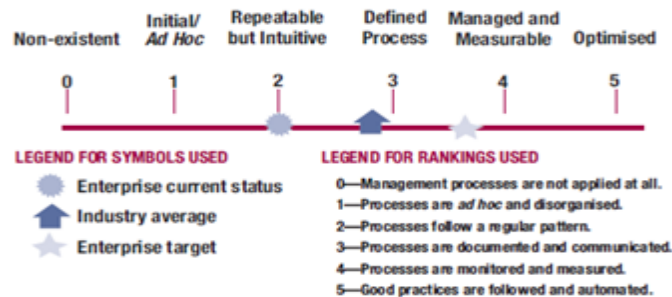 Non-existent
Initial/
Ad Hoc
Repeatable
but Intuitive
Defined
Process
Managed and
Measurable
Optimised
0 1 2 3 4 5
LEGEND FOR SYMBOLS USED
Enterprise current status
Industry average
Enterprise target
LEGEND FOR RANKINGS USED
0—Management processes are not applied at all.
1—Processes are ad hoc and disorganised.
2—Processes follow a regular pattern.
3—Processes are documented and communicated.
4—Processes are monitored and measured.
5—Good practices are followed and automated.